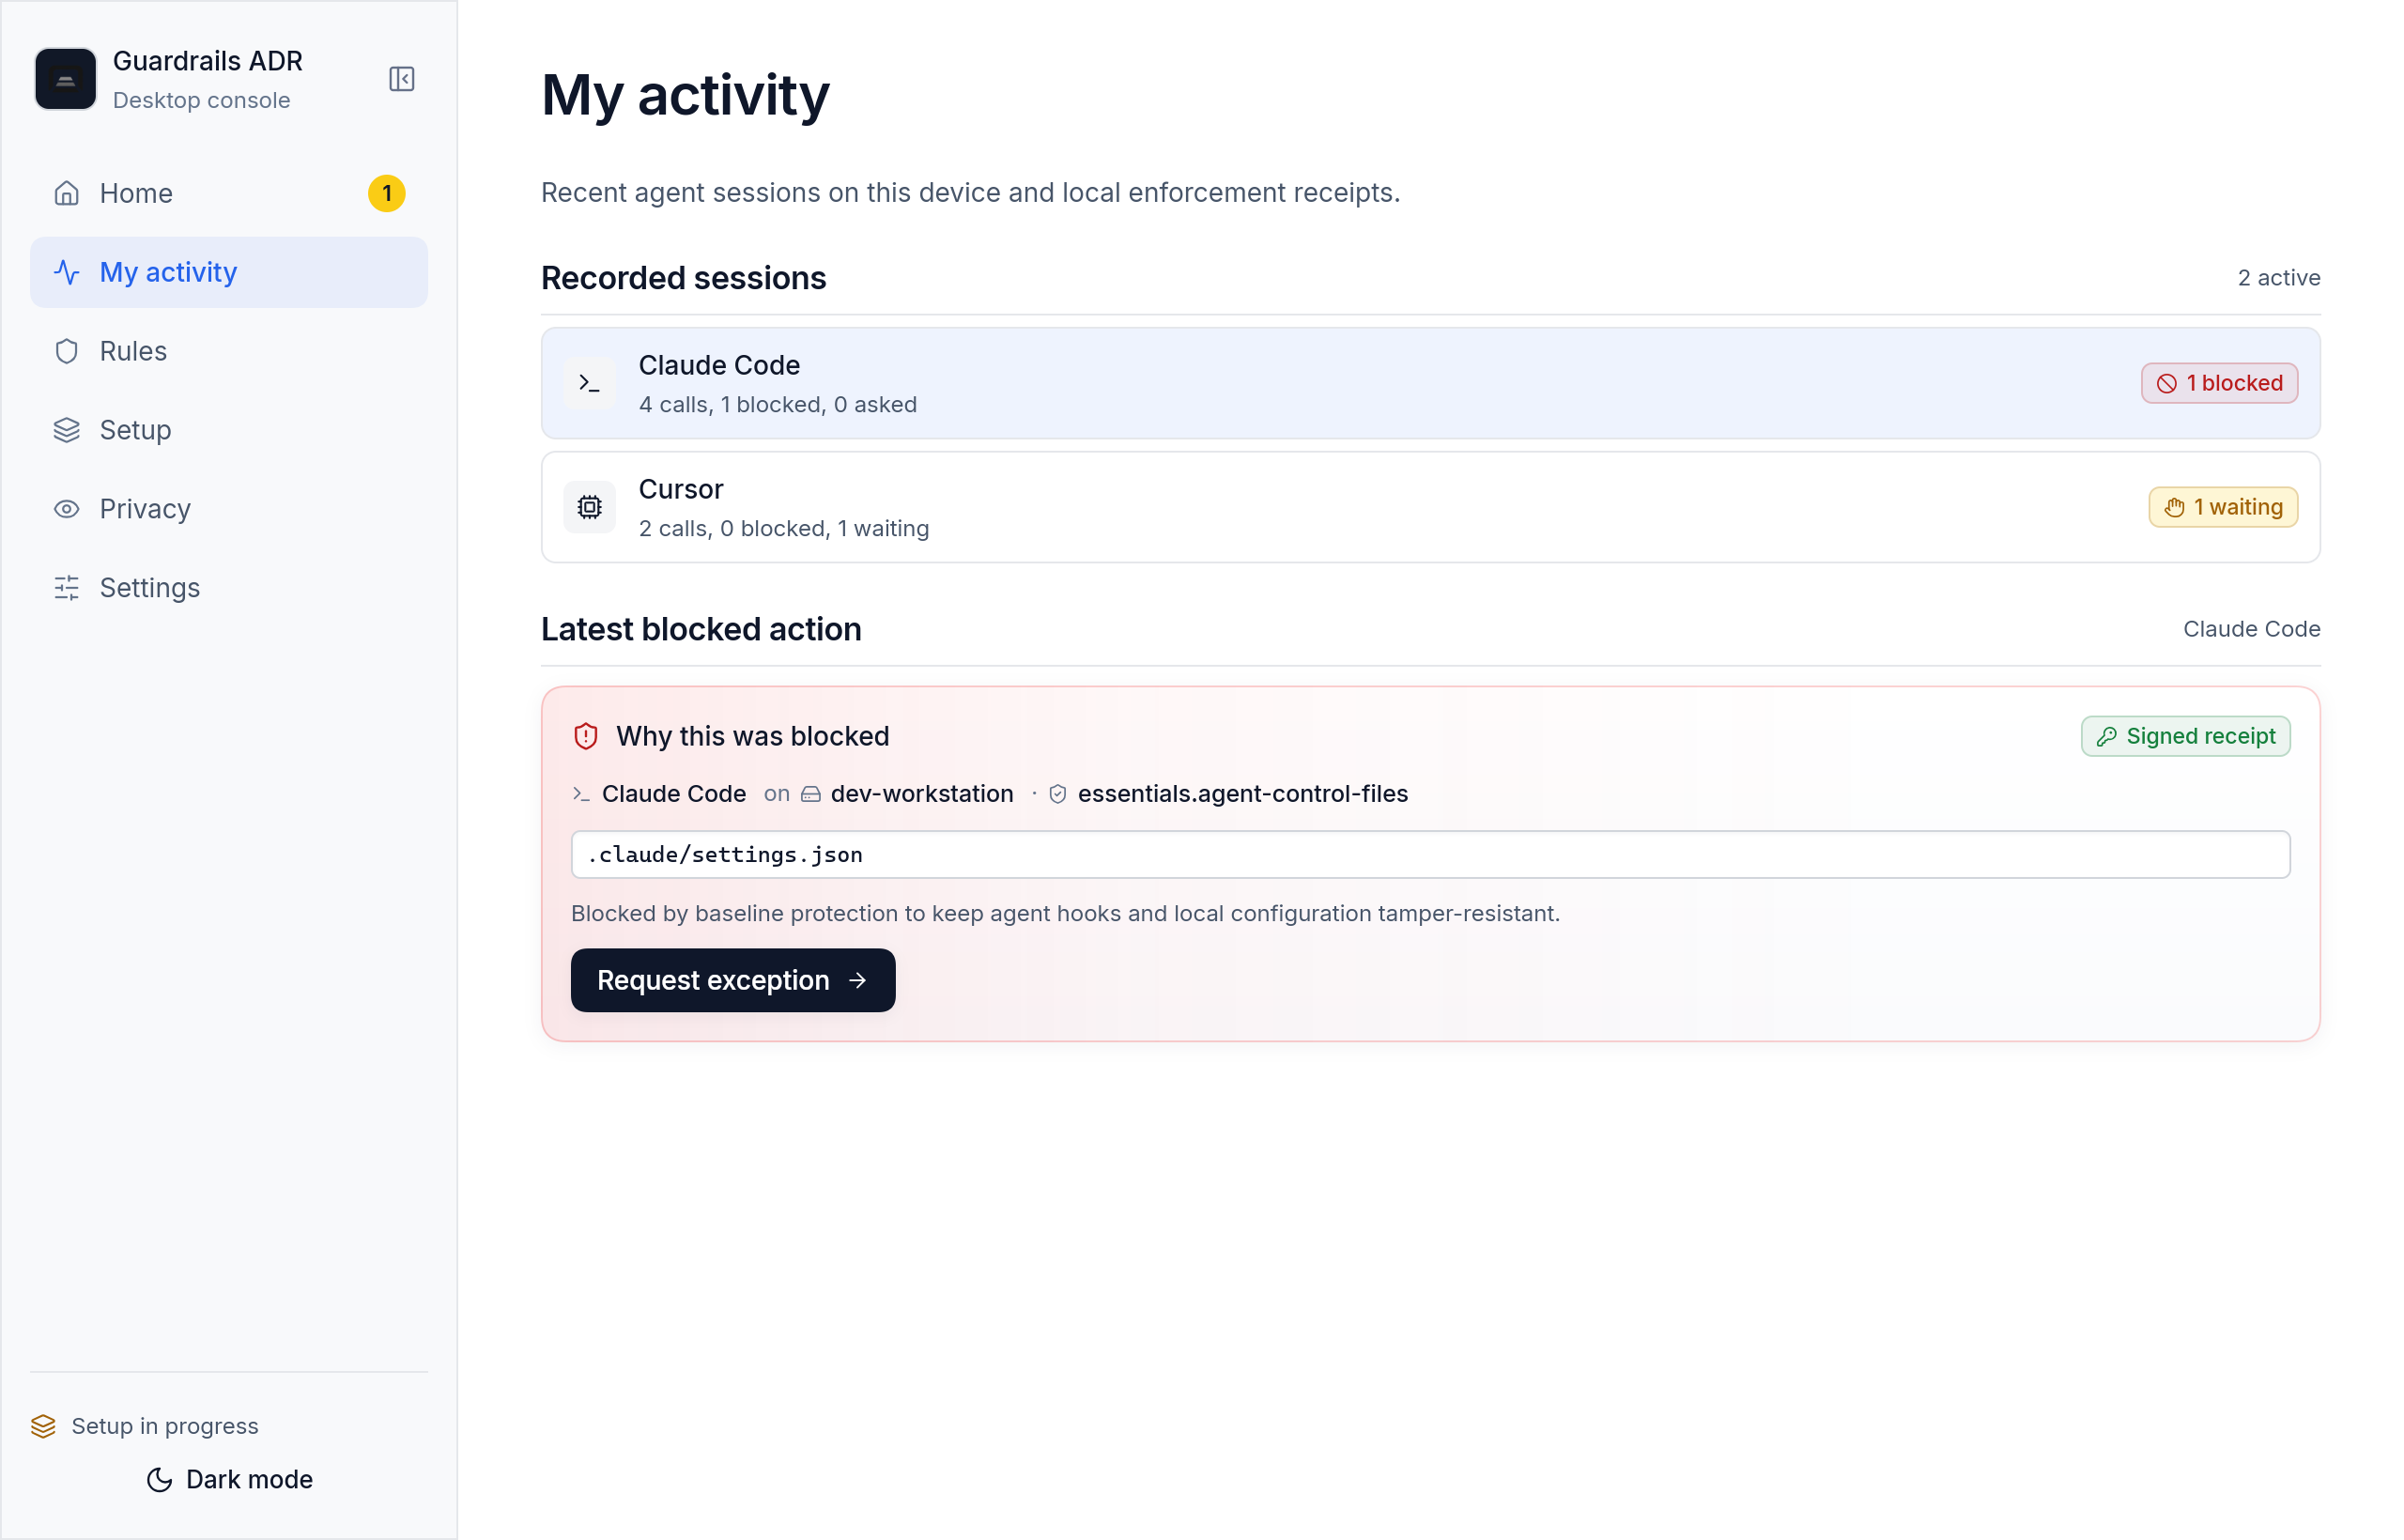 Guardrails ADR
Desktop console
Home
1
My activity
Rules
Setup
Privacy
Settings
Setup in progress
Dark mode
My activity
Recent agent sessions on this device and local enforcement receipts.
Recorded sessions
2 active
Claude Code
4 calls, 1 blocked, 0 asked
1 blocked
Cursor
2 calls, 0 blocked, 1 waiting
1 waiting
Latest blocked action
Claude Code
Why this was blocked
Signed receipt
Claude Code on dev-workstation · essentials.agent-control-files
.claude/settings.json
Blocked by baseline protection to keep agent hooks and local configuration tamper-resistant.
Request exception